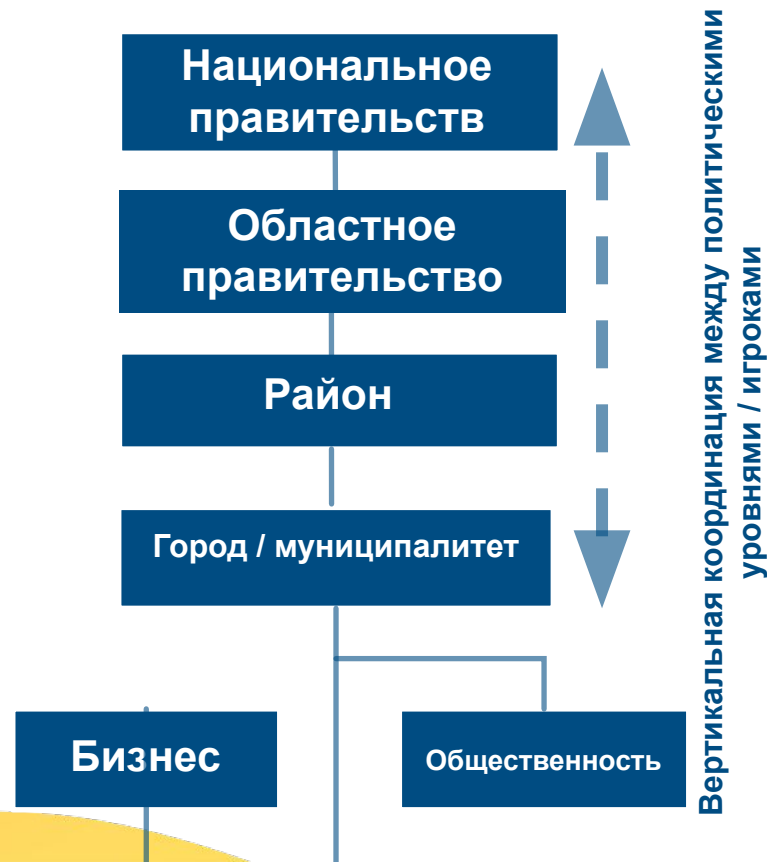 Национальное
правительств
Областное
правительство
Район
Город / муниципалитет
Бизнес
Общественность
Вертикальная координация между политическими
уровнями / игроками